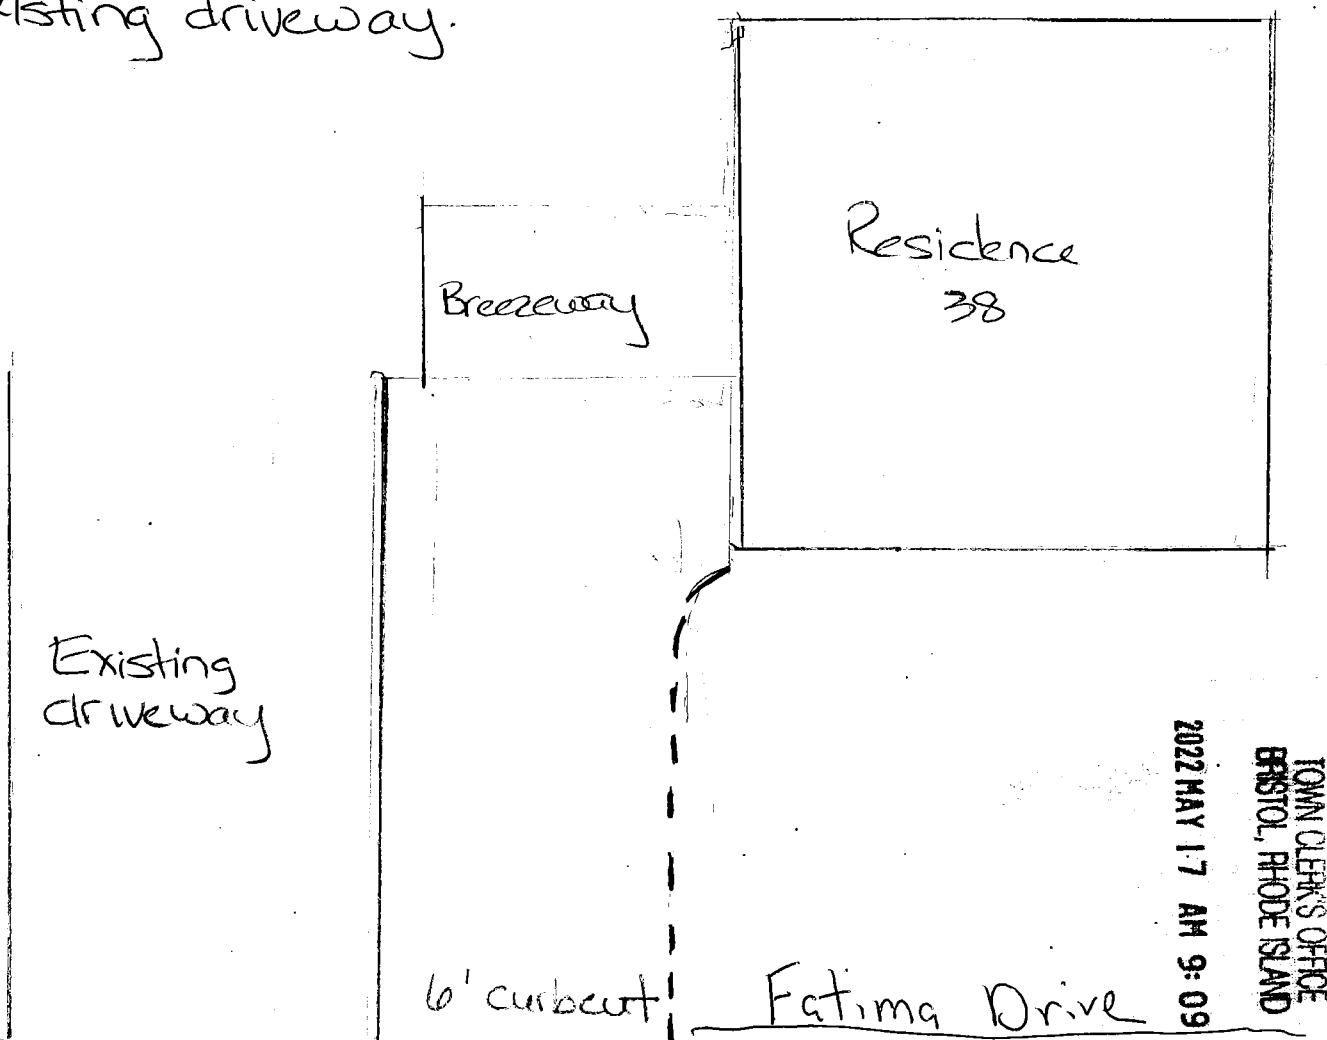 isting driveway.
Residence
38
Breezeway
Existing
driveway
6' curbcut
Fatima Drive
TOWN CLERK'S OFFICE
BRISTOL, RHODE ISLAND
2022 MAY 17 AM 9:09